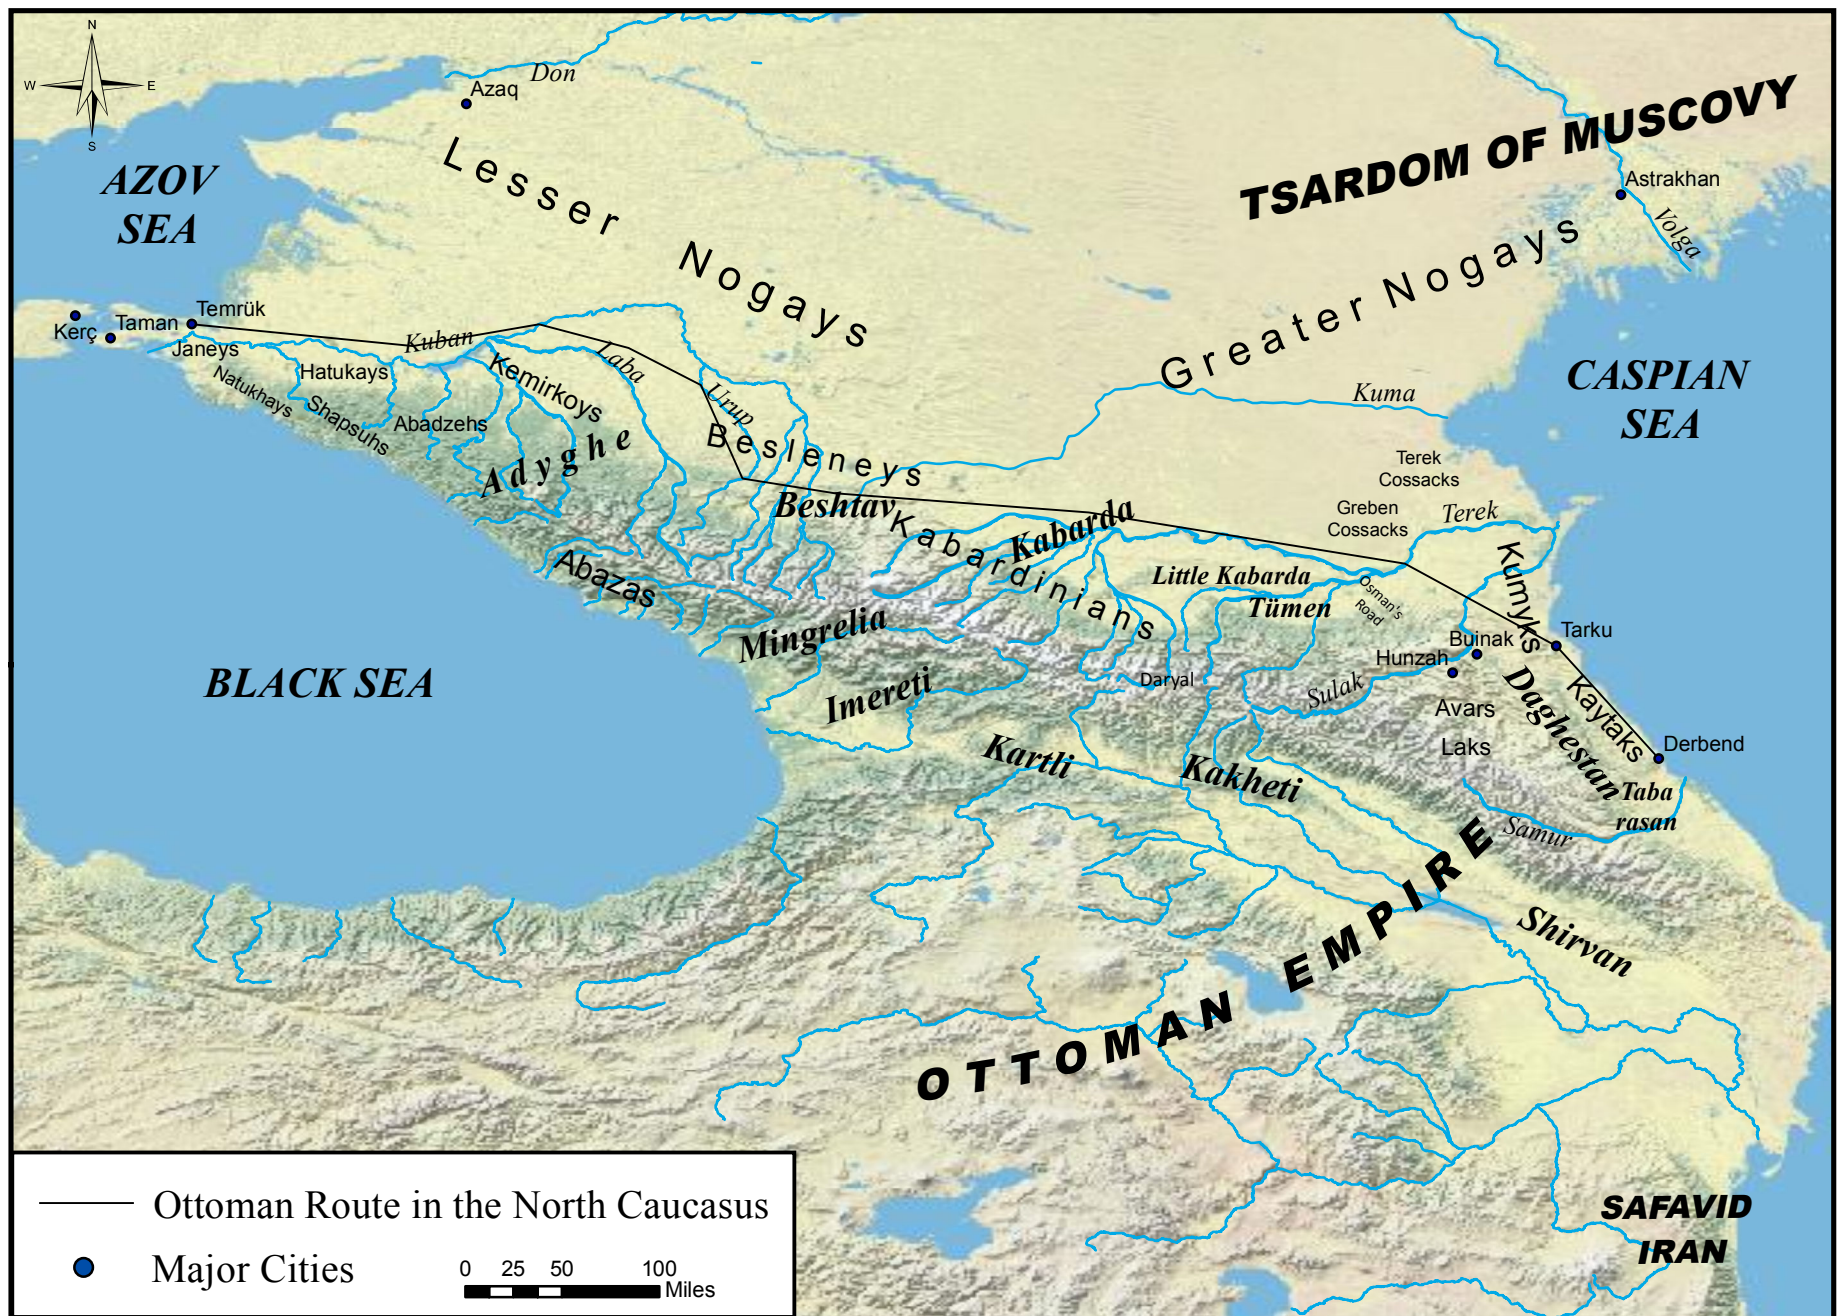 N
W
E
S
Don
Azaq
AZOV
SEA
Lesser Nogays
TSARDOM OF MUSCOVY
Astrakhan
Volga
Greater Nogays
Temrük
Taman
Kerç
Janeys
Kuban
Natukhays
Hatukays
Shapsuhs
Abadzehs
Kemirkoys
Laba
Urup
Adyghe
Besleneys
Beshtav
Kuma
CASPIAN
SEA
Terek
Cossacks
Greben
Cossacks
Terek
Kabardinians
Kabarda
Little Kabarda
Tümen
Osman's
Road
Kumyks
Abazas
Mingrelia
Imereti
Daryal
Sulak
Buinak
Hunzah
Tarku
Avars
Laks
Daghestan
Kaytaks
Derbend
Taba
rasan
Samur
BLACK SEA
Kartli
Kakheti
Shirvan
OTTOMAN EMPIRE
SAFAVID
IRAN
Ottoman Route in the North Caucasus
Major Cities
0 25 50 100
Miles